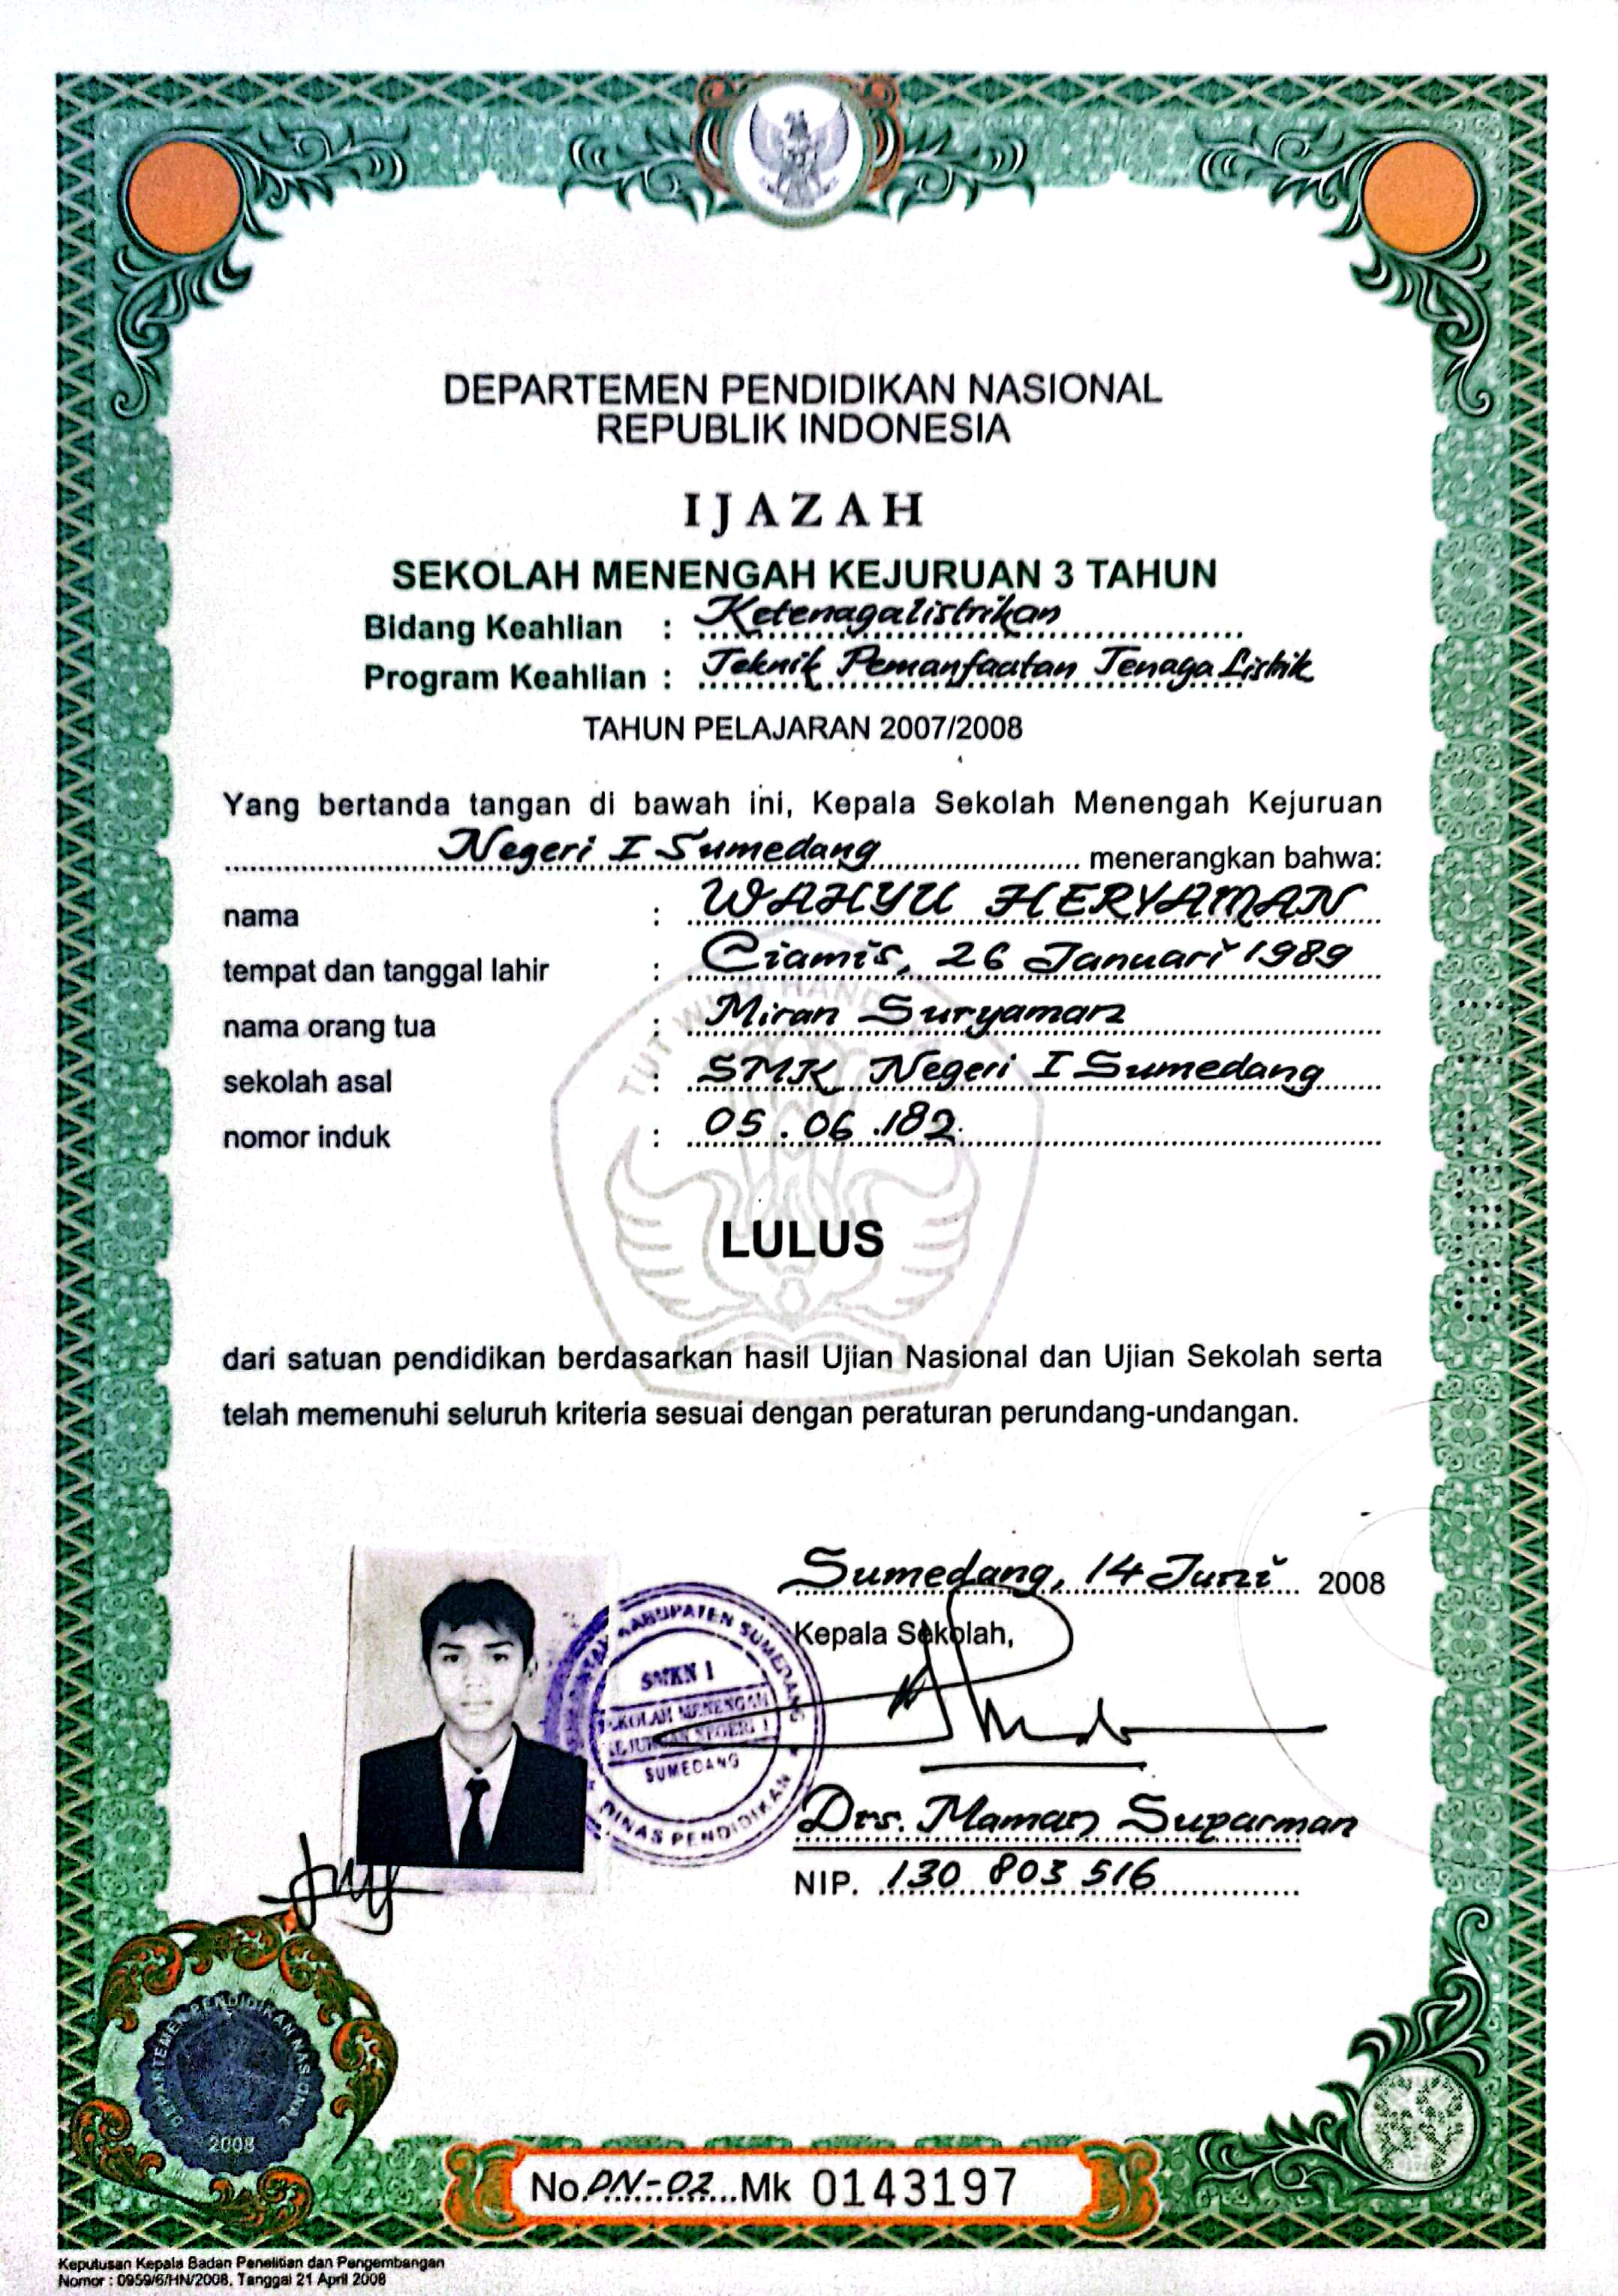 DEPARTEMEN PENDIDIKAN NASIONAL
REPUBLIK INDONESIA
IJAZAH
SEKOLAH MENENGAH KEJURUAN 3 TAHUN
Bidang Keahlian : Ketenagalistrikan
Program Keahlian : Teknik Pemanfaatan Tenaga Listrik
TAHUN PELAJARAN 2007/2008
Yang bertanda tangan di bawah ini, Kepala Sekolah Menengah Kejuruan
Negeri I Sumedang menerangkan bahwa:
nama : WAHYU HERYAMAN
tempat dan tanggal lahir : Ciamis, 26 Januari 1989
nama orang tua : Miran Suryaman
sekolah asal : SMK Negeri I Sumedang
nomor induk : 05.06.182
TUT WURI HANDAYANI
LULUS
dari satuan pendidikan berdasarkan hasil Ujian Nasional dan Ujian Sekolah serta
telah memenuhi seluruh kriteria sesuai dengan peraturan perundang-undangan.
Sumedang, 14 Juni 2008
Kepala Sekolah,
KABUPATEN SUMEDANG
SMKN 1
SEKOLAH MENENGAH
KEJURUAN NEGERI 1
SUMEDANG
DINAS PENDIDIKAN
Drs. Maman Suparman
NIP. 130 803 516
DEPARTEMEN PENDIDIKAN NASIONAL
2008
No. DN-02 Mk 0143197
Keputusan Kepala Badan Penelitian dan Pengembangan
Nomor : 0959/6/HN/2008, Tanggal 21 April 2008